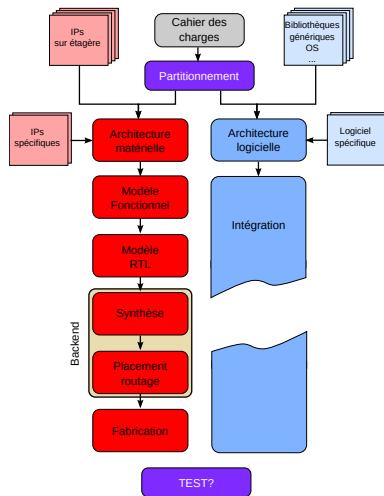 IPs
sur étagère
Cahier des
charges
Bibliothèques
génériques
OS
...
Partitionnement
IPs
spécifiques
Architecture
matérielle
Architecture
logicielle
Logiciel
spécifique
Modèle
Fonctionnel
Intégration
Modèle
RTL
Backend
Synthèse
Placement
routage
Fabrication
TEST?